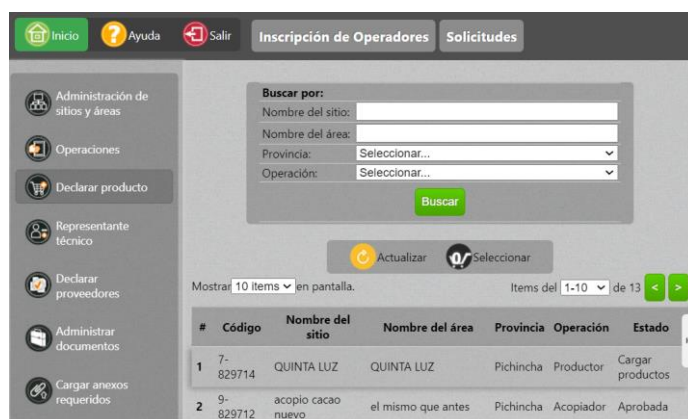 Inicio
Ayuda
Salir
Inscripción de Operadores
Solicitudes
Administración de
sitios y áreas
Operaciones
Declarar producto
Representante
técnico
Declarar
proveedores
Administrar
documentos
Cargar anexos
requeridos
Buscar por:
Nombre del sitio:
Nombre del área:
Provincia: Seleccionar...
Operación: Seleccionar...
Buscar
Actualizar
Seleccionar
Mostrar 10 items en pantalla.
Items del 1-10 de 13 < >
# Código Nombre del sitio Nombre del área Provincia Operación Estado
1 7-829714 QUINTA LUZ QUINTA LUZ Pichincha Productor Cargar productos
2 9-829712 acopio cacao nuevo el mismo que antes Pichincha Acopiador Aprobada